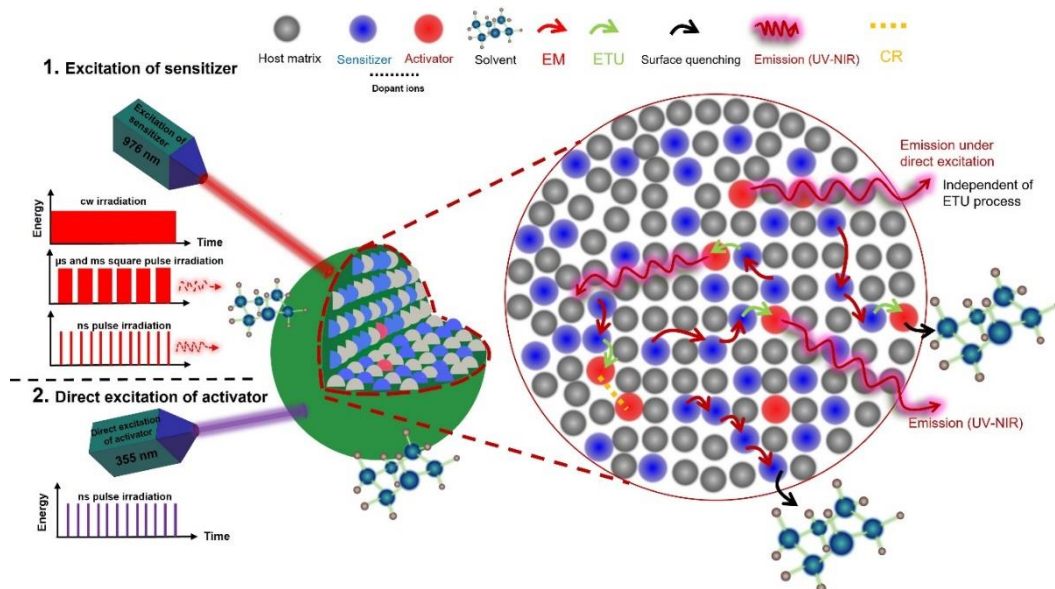 Host matrix
Sensitizer
Activator
Solvent
EM
ETU
Surface quenching
Emission (UV-NIR)
CR
Dopant ions
1. Excitation of sensitizer
Excitation of
sensitizer
976 nm
Energy
cw irradiation
Time
µs and ms square pulse irradiation
Energy
ns pulse irradiation
2. Direct excitation of activator
Direct excitation
of activator
355 nm
Energy
ns pulse irradiation
Time
Emission under
direct excitation
Independent of
ETU process
Emission (UV-NIR)